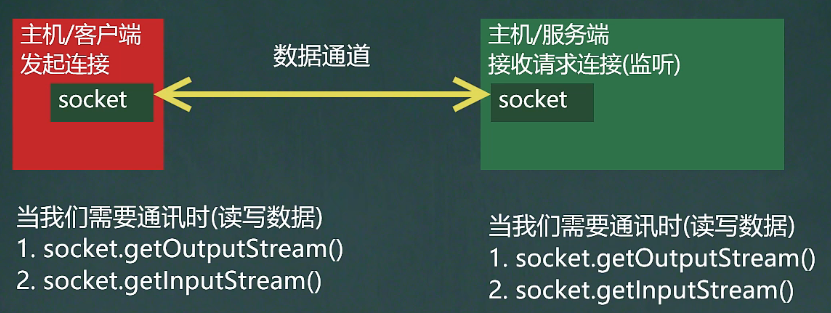 主机/客户端
发起连接
socket
数据通道
主机/服务端
接收请求连接(监听)
socket
当我们需要通讯时(读写数据)
1. socket.getOutputStream()
2. socket.getInputStream()
当我们需要通讯时(读写数据)
1. socket.getOutputStream()
2. socket.getInputStream()